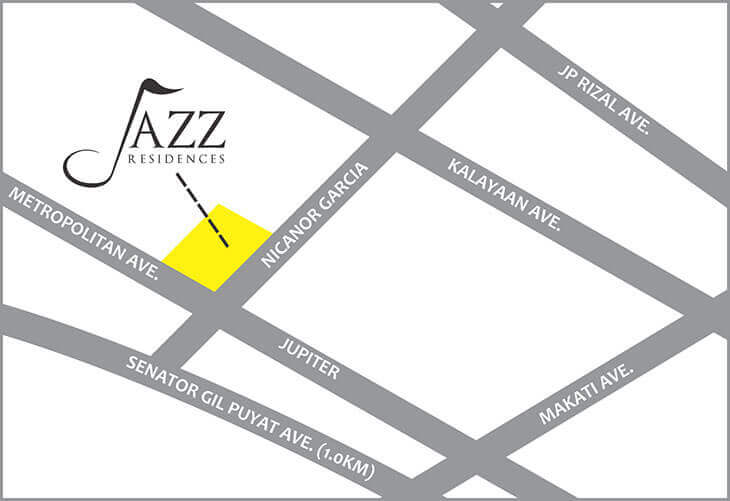 JAZZ
RESIDENCES
JP RIZAL AVE.
KALAYAAN AVE.
NICANOR GARCIA
METROPOLITAN AVE.
JUPITER
MAKATI AVE.
SENATOR GIL PUYAT AVE. (1.0KM)